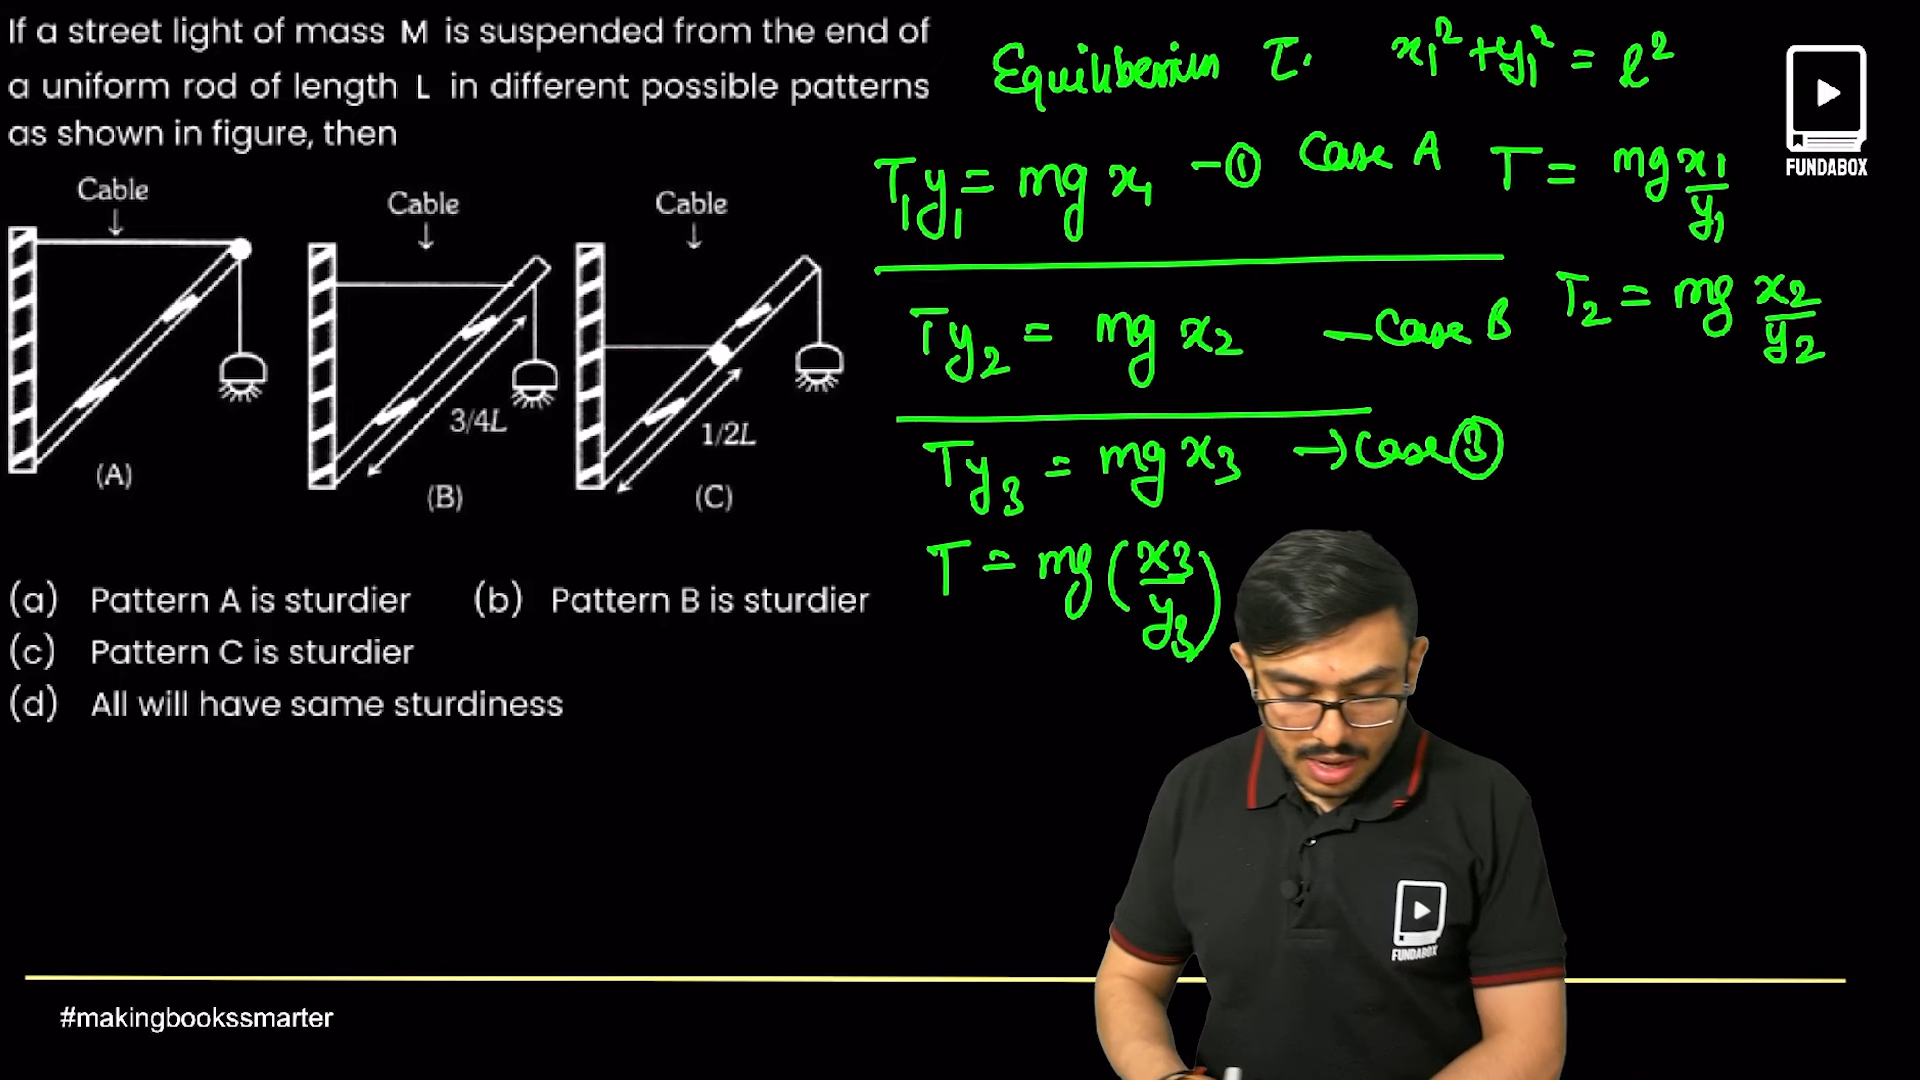 If a street light of mass M is suspended from the end of
a uniform rod of length L in different possible patterns
as shown in figure, then
Cable
Cable
Cable
3/4L
1/2L
(A)
(B)
(C)
(a) Pattern A is sturdier (b) Pattern B is sturdier
(c) Pattern C is sturdier
(d) All will have same sturdiness
Equiliberium τ. x₁² + y₁² = l²
T₁y₁ = mg x₁ – ① Case A T = mg x₁/y₁
Ty₂ = mg x₂ – Case B T₂ = mg x₂/y₂
Ty₃ = mg x₃ → Case ③
T = mg (x₃/y₃)
FUNDABOX
FUNDABOX
#makingbookssmarter